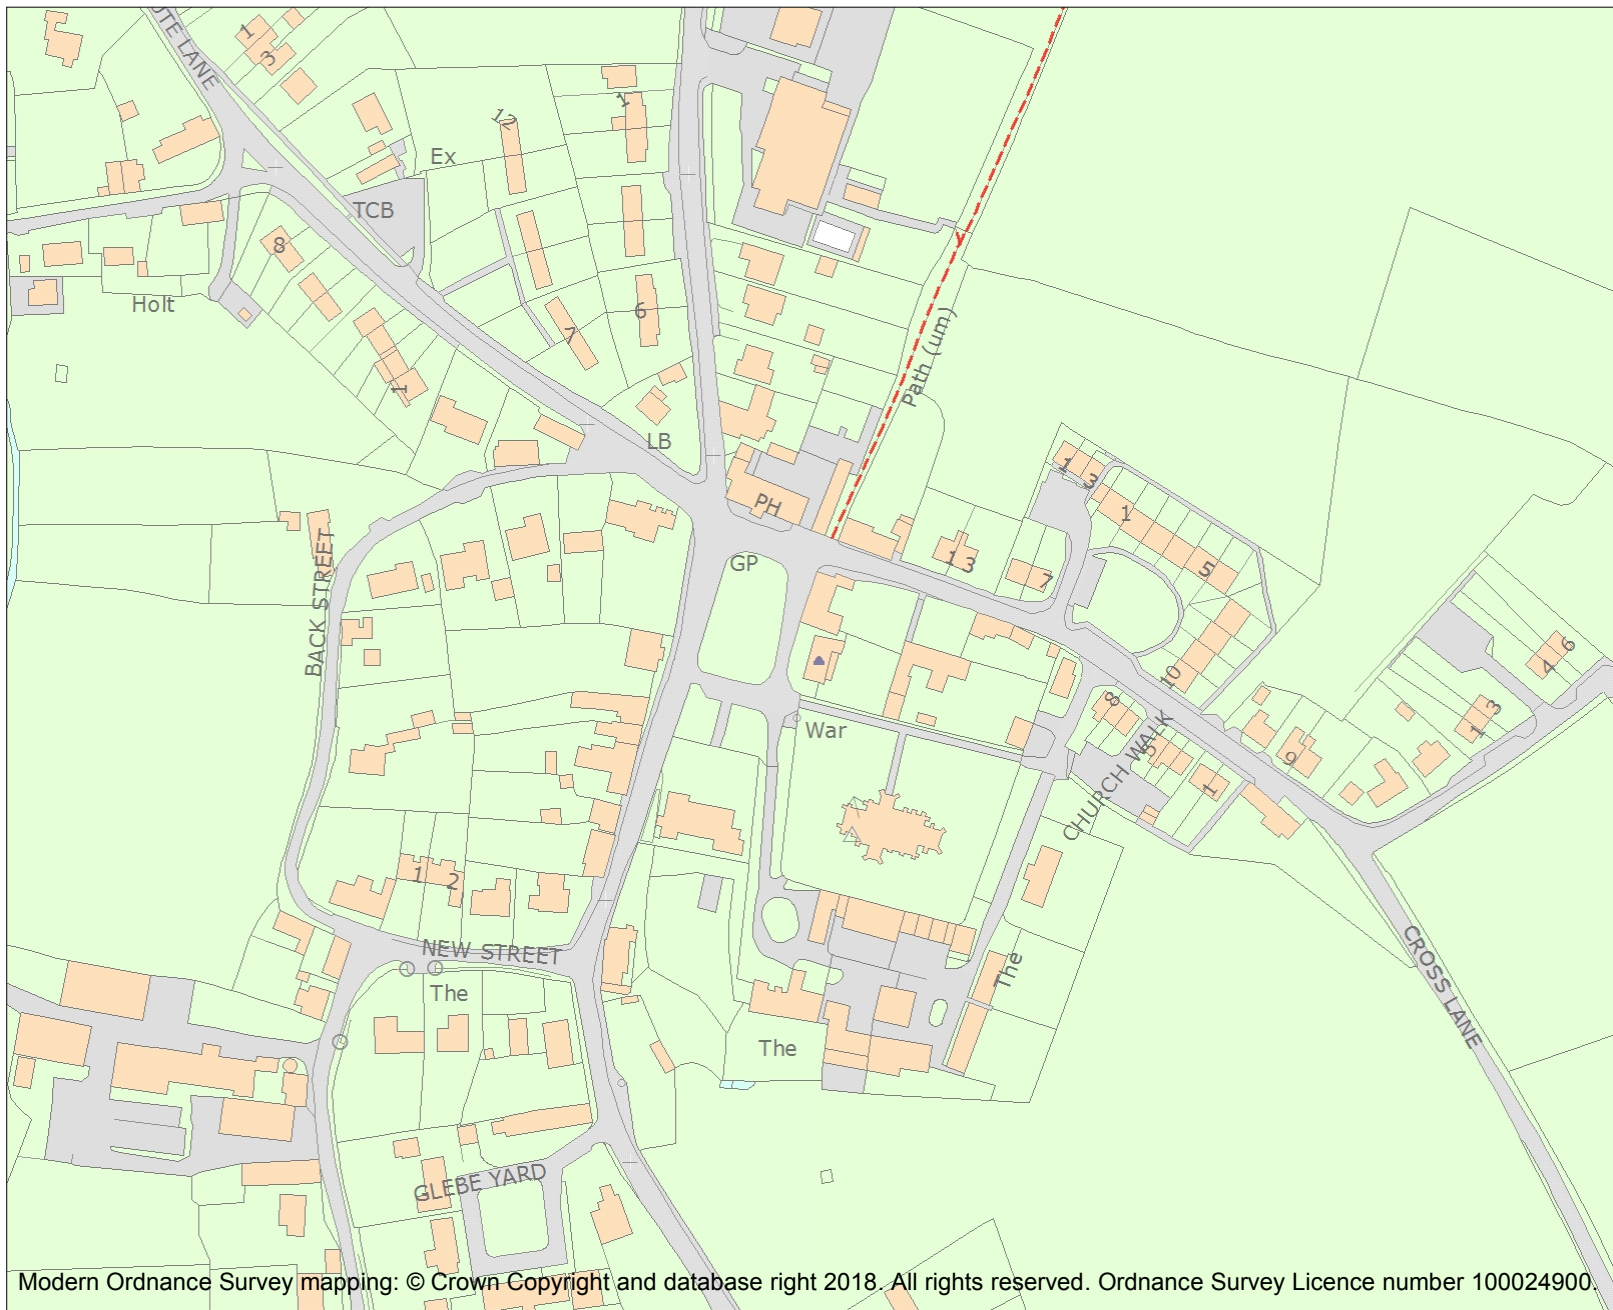 OTE LANE
1
3
12
1
Ex
TCB
8
Holt
6
7
Path (um)
1
LB
1
3
PH
1
GP
1 3
7
5
BACK STREET
6
4
10
8
3
1
War
5
9
1
CHURCH WALK
1
2
NEW STREET
CROSS LANE
The
The
The
GLEBE YARD
Modern Ordnance Survey mapping: © Crown Copyright and database right 2018. All rights reserved. Ordnance Survey Licence number 100024900.